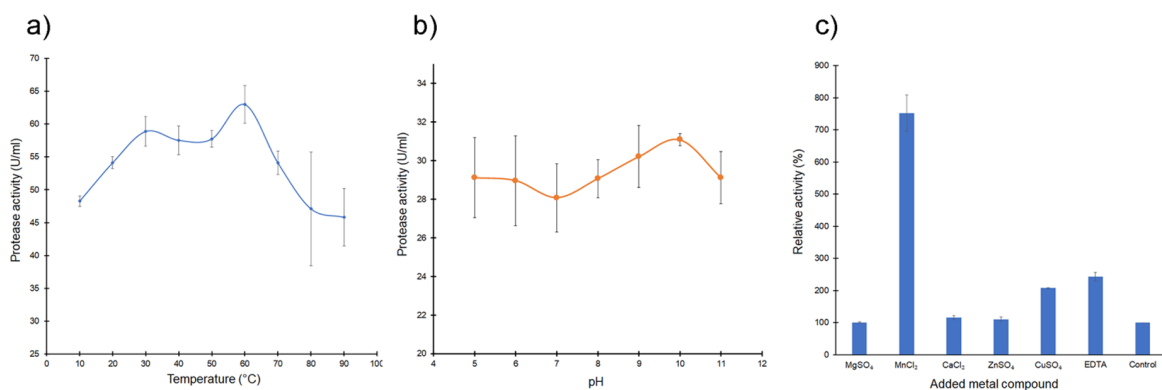 a)
70
65
60
55
50
45
40
35
30
25
0 10 20 30 40 50 60 70 80 90 100
Protease activity (U/ml)
Temperature (°C)
b)
34
32
30
28
26
24
22
20
4 5 6 7 8 9 10 11 12
Protease activity (U/ml)
pH
c)
900
800
700
600
500
400
300
200
100
0
MgSO₄ MnCl₂ CaCl₂ ZnSO₄ CuSO₄ EDTA Control
Relative activity (%)
Added metal compound